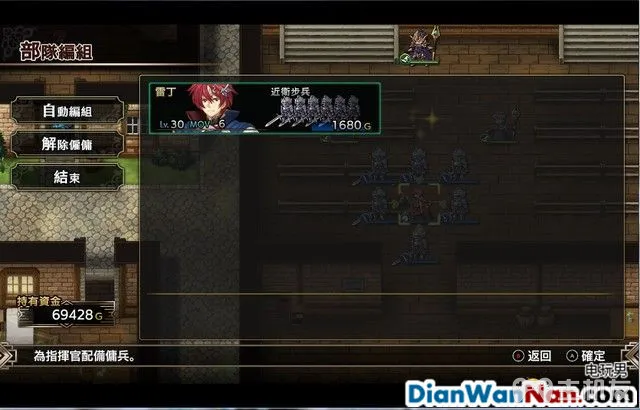 部隊編組
雷丁
近衛步兵
Lv.30 MOV 6
1680G
自動編組
解除僱傭
結束
持有資金
69428G
為指揮官配備傭兵。
返回
A 確定
电玩男
DianWanNan.com